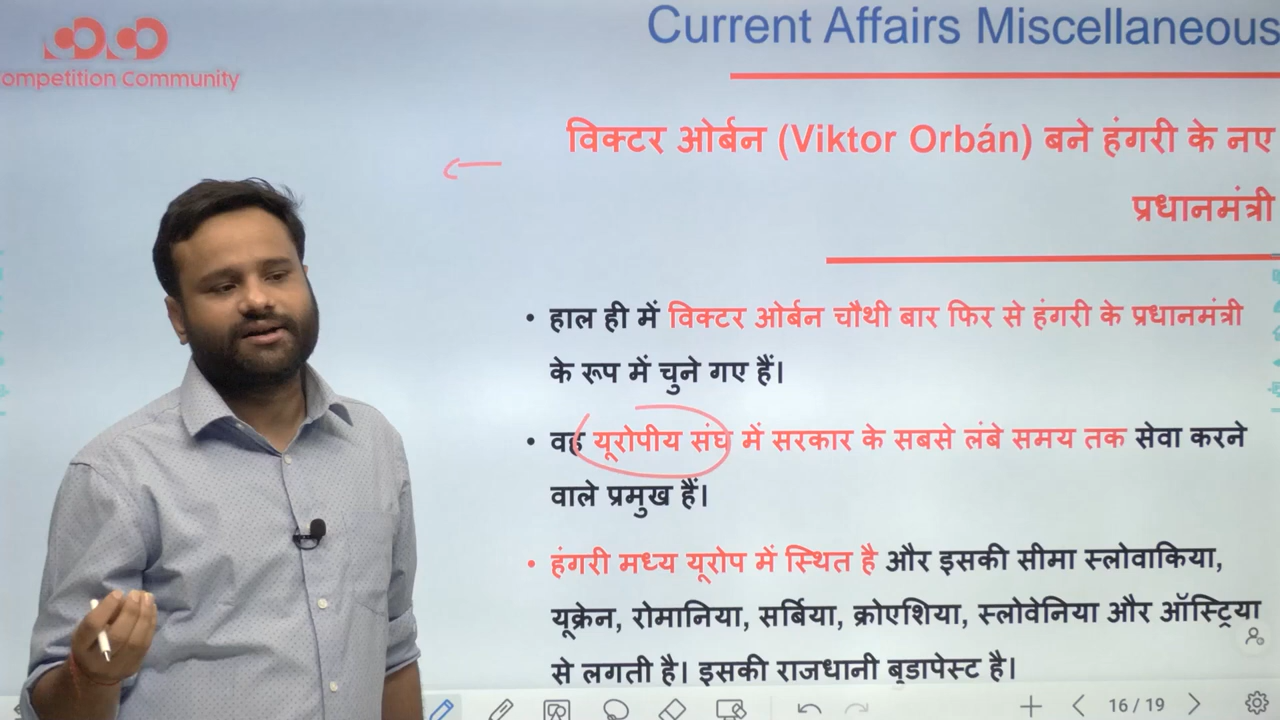 Current Affairs Miscellaneous
ompetition Community
विक्टर ओर्बन (Viktor Orbán) बने हंगरी के नए
प्रधानमंत्री
• हाल ही में विक्टर ओर्बन चौथी बार फिर से हंगरी के प्रधानमंत्री
के रूप में चुने गए हैं।
• वह यूरोपीय संघ में सरकार के सबसे लंबे समय तक सेवा करने
वाले प्रमुख हैं।
• हंगरी मध्य यूरोप में स्थित है और इसकी सीमा स्लोवाकिया,
यूक्रेन, रोमानिया, सर्बिया, क्रोएशिया, स्लोवेनिया और ऑस्ट्रिया
से लगती है। इसकी राजधानी बुडापेस्ट है।
16/19